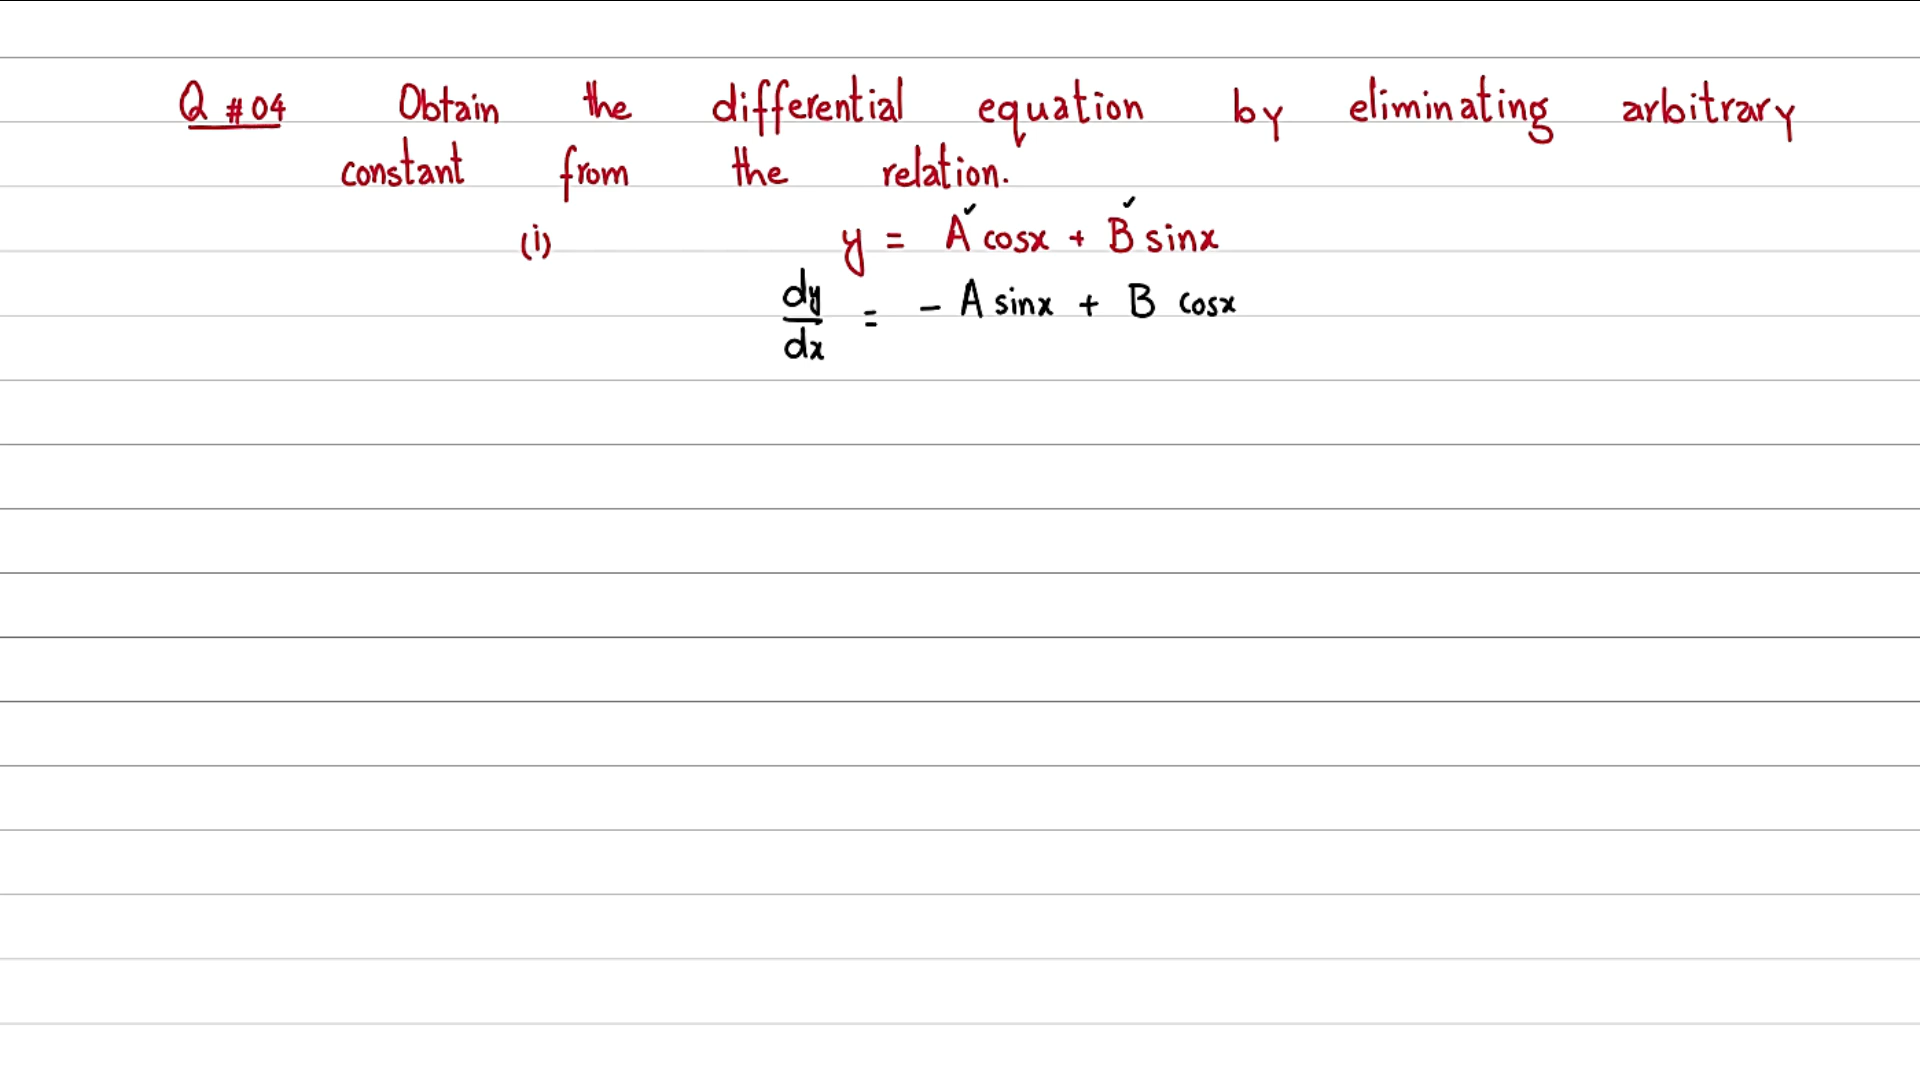 Q #04 Obtain the differential equation by eliminating arbitrary
constant from the relation.
(i) y = A cosx + B sinx
dy/dx = - A sinx + B cosx